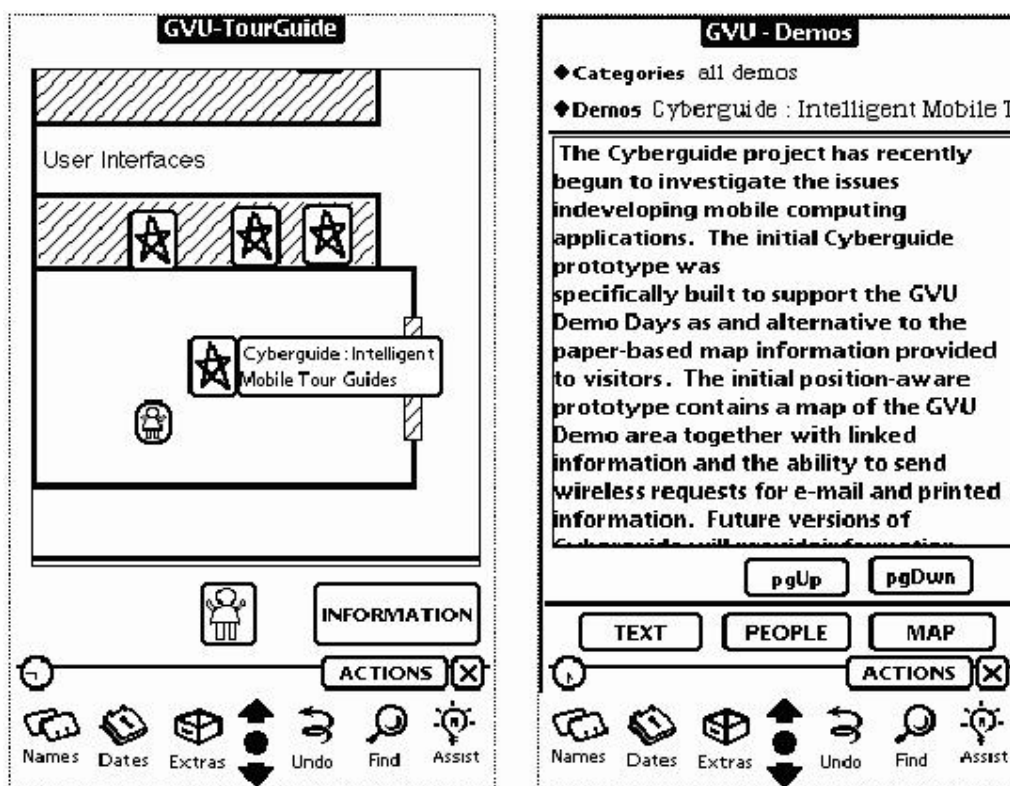 GVU-TourGuide
User Interfaces
Cyberguide : Intelligent
Mobile Tour Guides
INFORMATION
ACTIONS
Names Dates Extras Undo Find Assist
GVU - Demos
Categories all demos
Demos Cyberguide : Intelligent Mobile T
The Cyberguide project has recently
begun to investigate the issues
indeveloping mobile computing
applications. The initial Cyberguide
prototype was
specifically built to support the GVU
Demo Days as and alternative to the
paper-based map information provided
to visitors. The initial position-aware
prototype contains a map of the GVU
Demo area together with linked
information and the ability to send
wireless requests for e-mail and printed
information. Future versions of
pgUp pgDwn
TEXT PEOPLE MAP
ACTIONS
Names Dates Extras Undo Find Assist